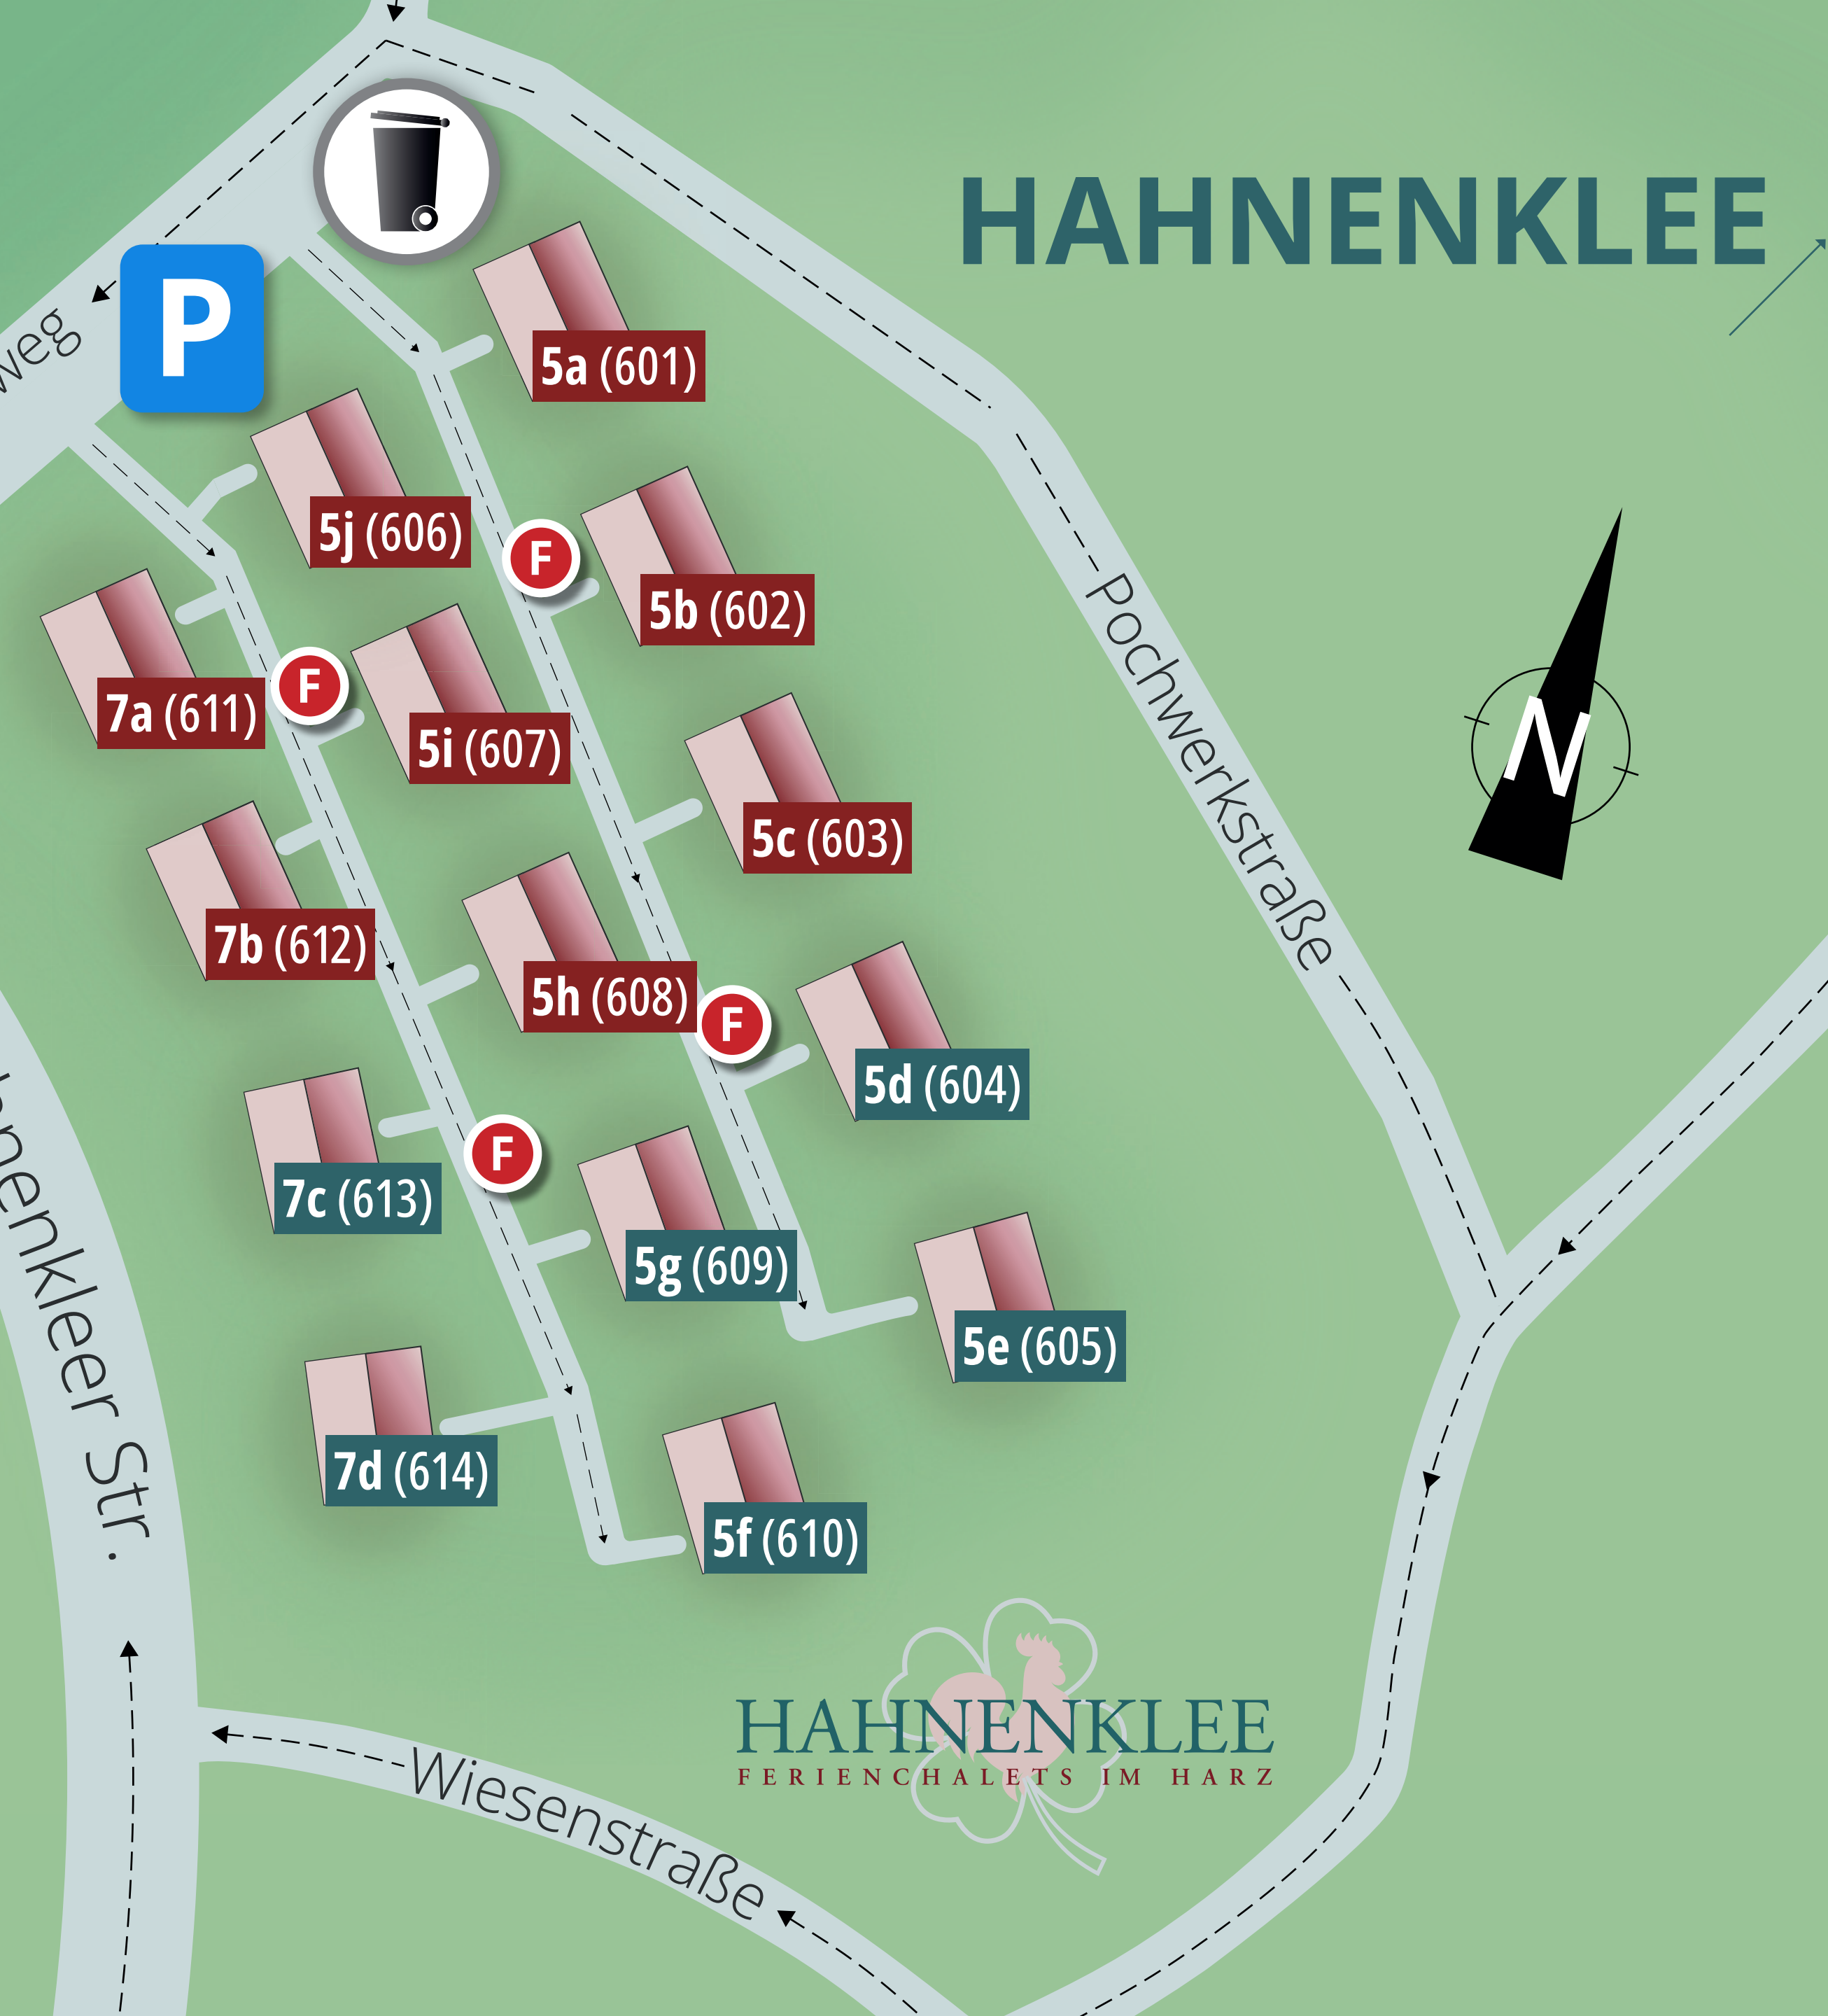 HAHNENKLEE
P
weg
5a (601)
5j (606)
F
5b (602)
7a (611)
F
5i (607)
Pochwerkstraße
N
5c (603)
7b (612)
5h (608)
F
5d (604)
7c (613)
F
5g (609)
5e (605)
7d (614)
5f (610)
Str.
HAHNENKLEE
FERIENCHALETS IM HARZ
Wiesenstraße